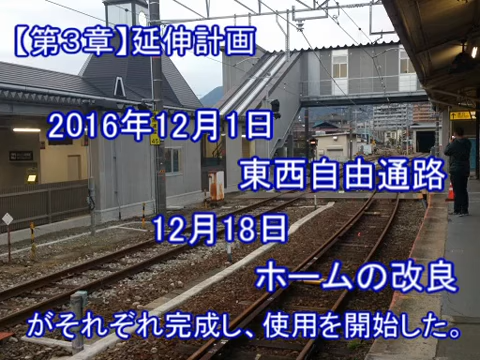 【第３章】延伸計画
2016年12月1日
東西自由通路
12月18日
ホームの改良
がそれぞれ完成し、使用を開始した。